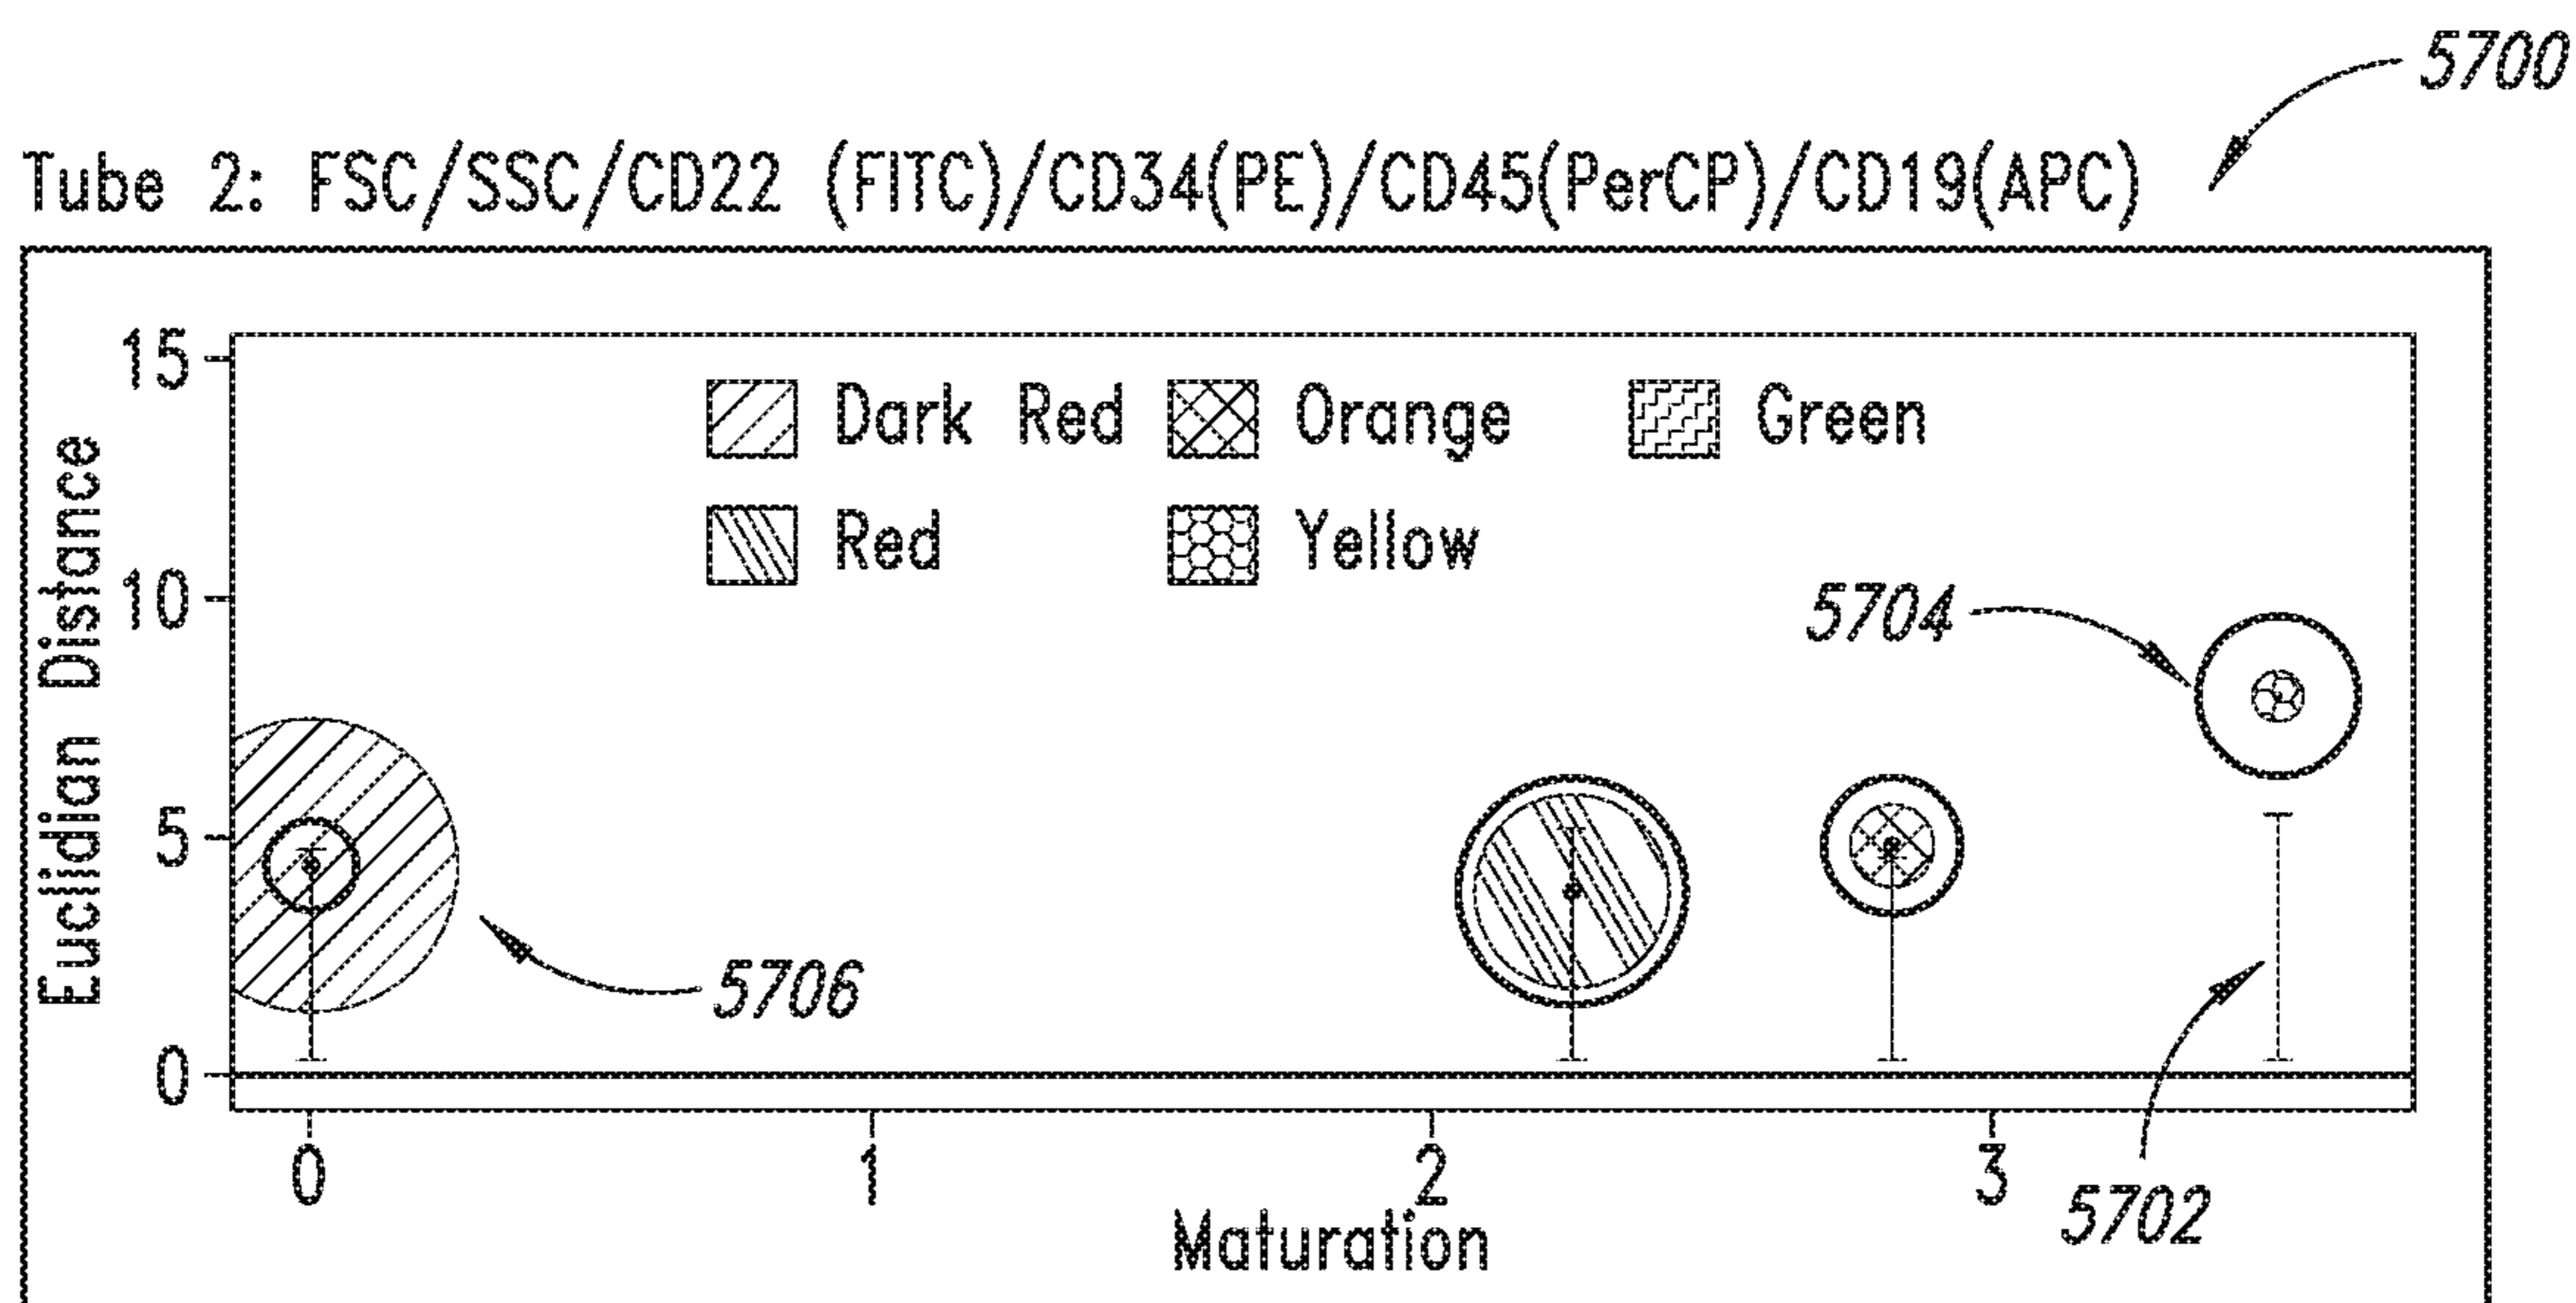 5700
Tube 2: FSC/SSC/CD22 (FITC)/CD34(PE)/CD45(PerCP)/CD19(APC)
15
Dark Red
Orange
Green
Red
Yellow
10
5704
5
5706
0
Euclidian Distance
0
1
2
3
5702
Maturation